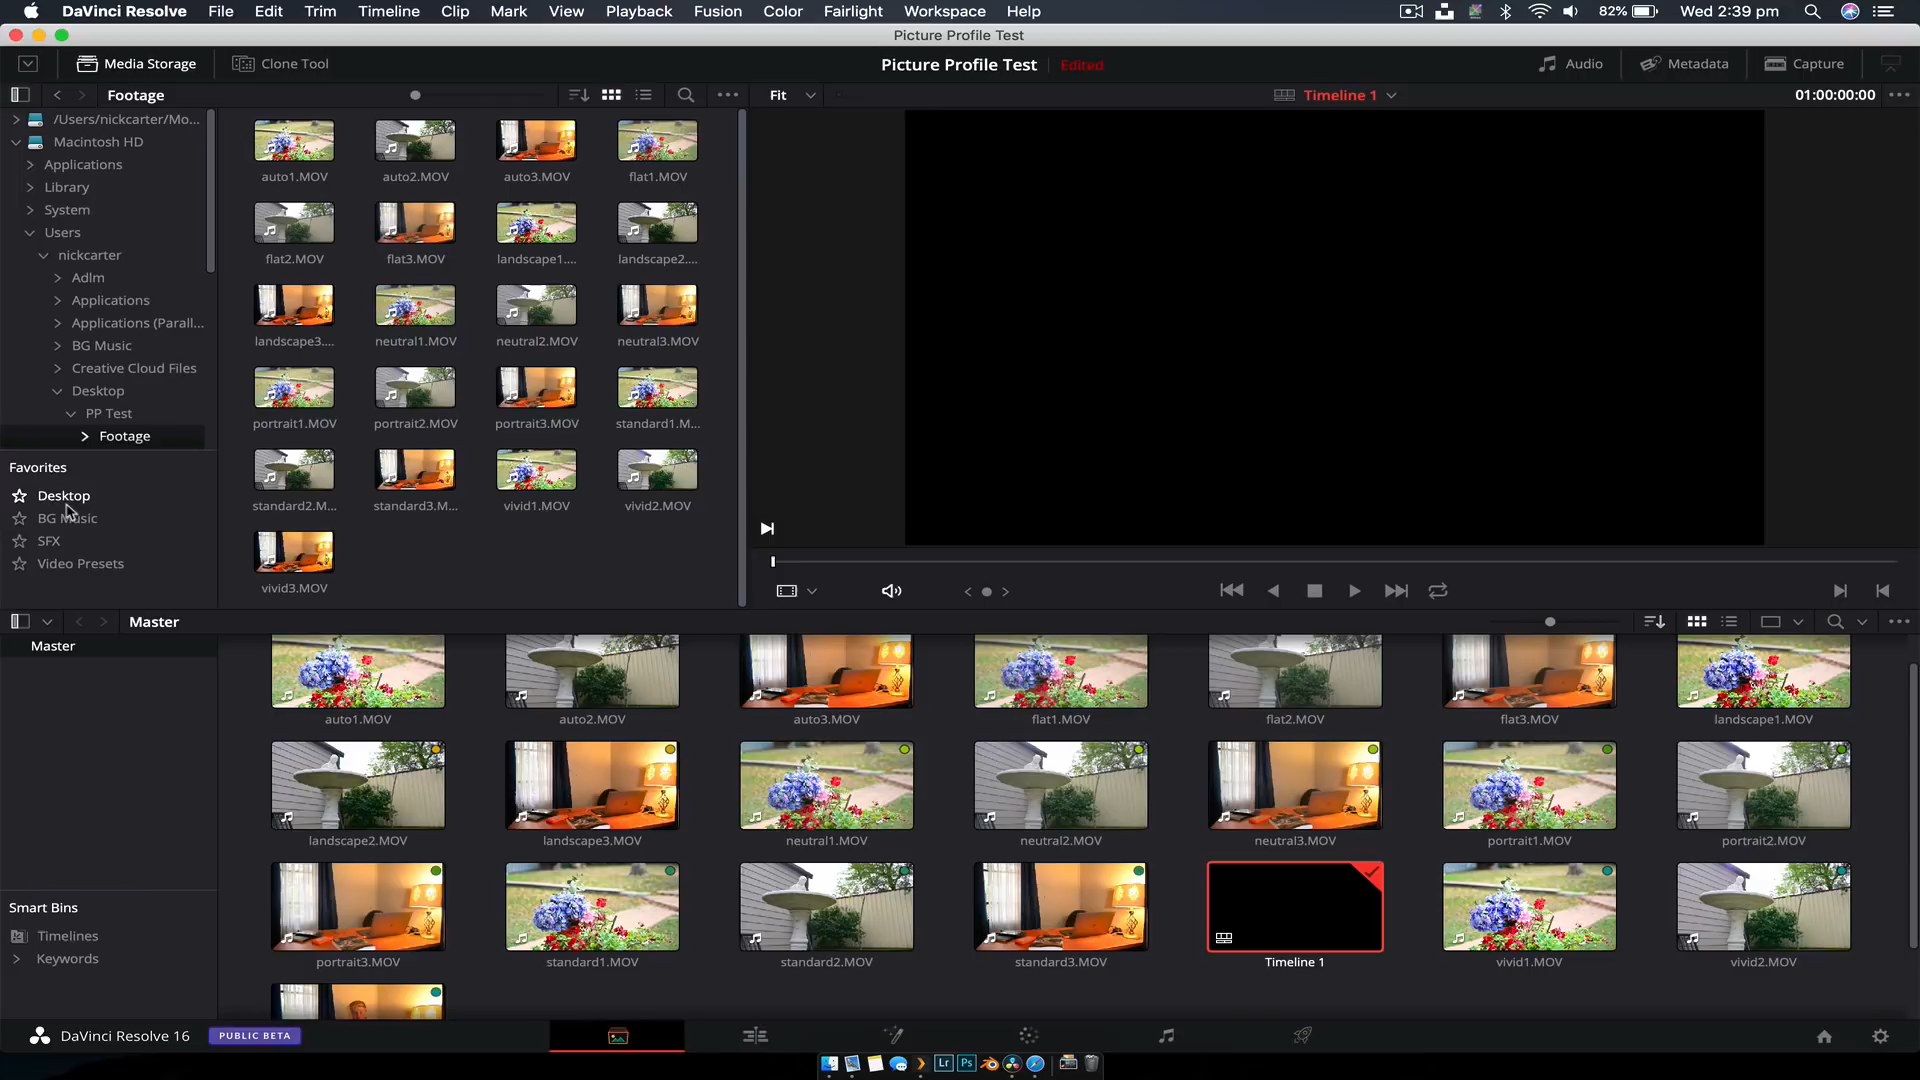 DaVinci Resolve File Edit Trim Timeline Clip Mark View Playback Fusion Color Fairlight Workspace Help 82% Wed 2:39 pm
Picture Profile Test
Media Storage Clone Tool Picture Profile Test Edited Audio Metadata Capture
Footage Fit Timeline 1 01:00:00:00
/Users/nickcarter/Mo...
Macintosh HD
Applications
Library
System
Users
nickcarter
Adlm
Applications
Applications (Parall...
BG Music
Creative Cloud Files
Desktop
PP Test
Footage
Favorites
Desktop
BG Music
SFX
Video Presets
auto1.MOV auto2.MOV auto3.MOV flat1.MOV
flat2.MOV flat3.MOV landscape1.... landscape2....
landscape3.... neutral1.MOV neutral2.MOV neutral3.MOV
portrait1.MOV portrait2.MOV portrait3.MOV standard1.M...
standard2.M... standard3.M... vivid1.MOV vivid2.MOV
vivid3.MOV
Master
Master
auto1.MOV auto2.MOV auto3.MOV flat1.MOV flat2.MOV flat3.MOV landscape1.MOV
landscape2.MOV landscape3.MOV neutral1.MOV neutral2.MOV neutral3.MOV portrait1.MOV portrait2.MOV
portrait3.MOV standard1.MOV standard2.MOV standard3.MOV Timeline 1 vivid1.MOV vivid2.MOV
Smart Bins
Timelines
Keywords
DaVinci Resolve 16 PUBLIC BETA
Lr Ps